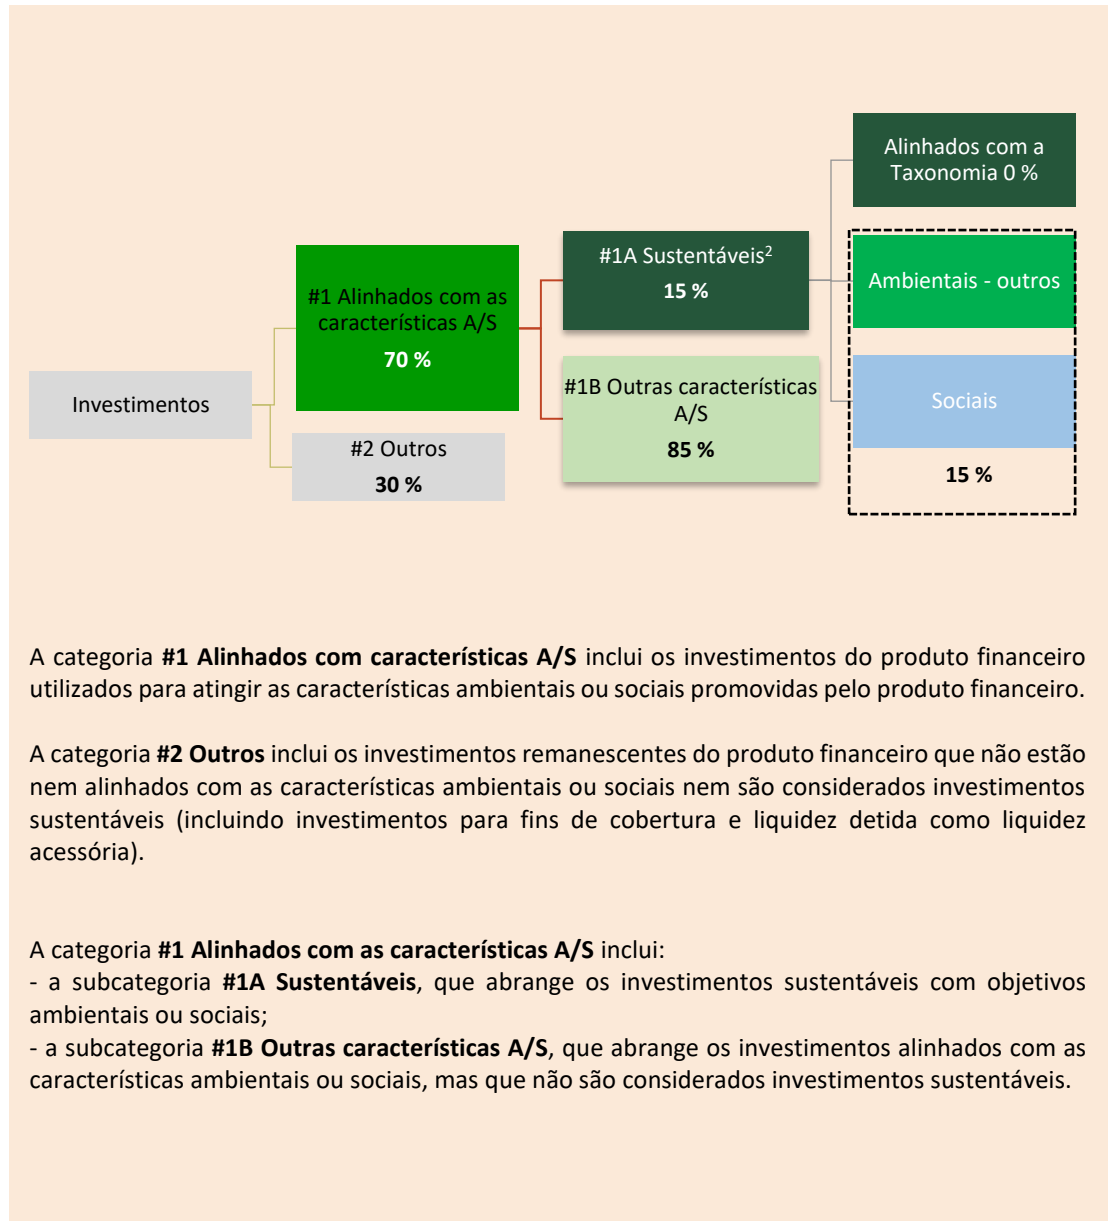 Alinhados com a
Taxonomia 0 %
#1A Sustentáveis2
15 %
Ambientais - outros
#1 Alinhados com as
características A/S
70 %
#1B Outras características
A/S
85 %
Investimentos
Sociais
#2 Outros
30 %
15 %
A categoria #1 Alinhados com características A/S inclui os investimentos do produto financeiro
utilizados para atingir as características ambientais ou sociais promovidas pelo produto financeiro.
A categoria #2 Outros inclui os investimentos remanescentes do produto financeiro que não estão
nem alinhados com as características ambientais ou sociais nem são considerados investimentos
sustentáveis (incluindo investimentos para fins de cobertura e liquidez detida como liquidez
acessória).
A categoria #1 Alinhados com as características A/S inclui:
- a subcategoria #1A Sustentáveis, que abrange os investimentos sustentáveis com objetivos
ambientais ou sociais;
- a subcategoria #1B Outras características A/S, que abrange os investimentos alinhados com as
características ambientais ou sociais, mas que não são considerados investimentos sustentáveis.